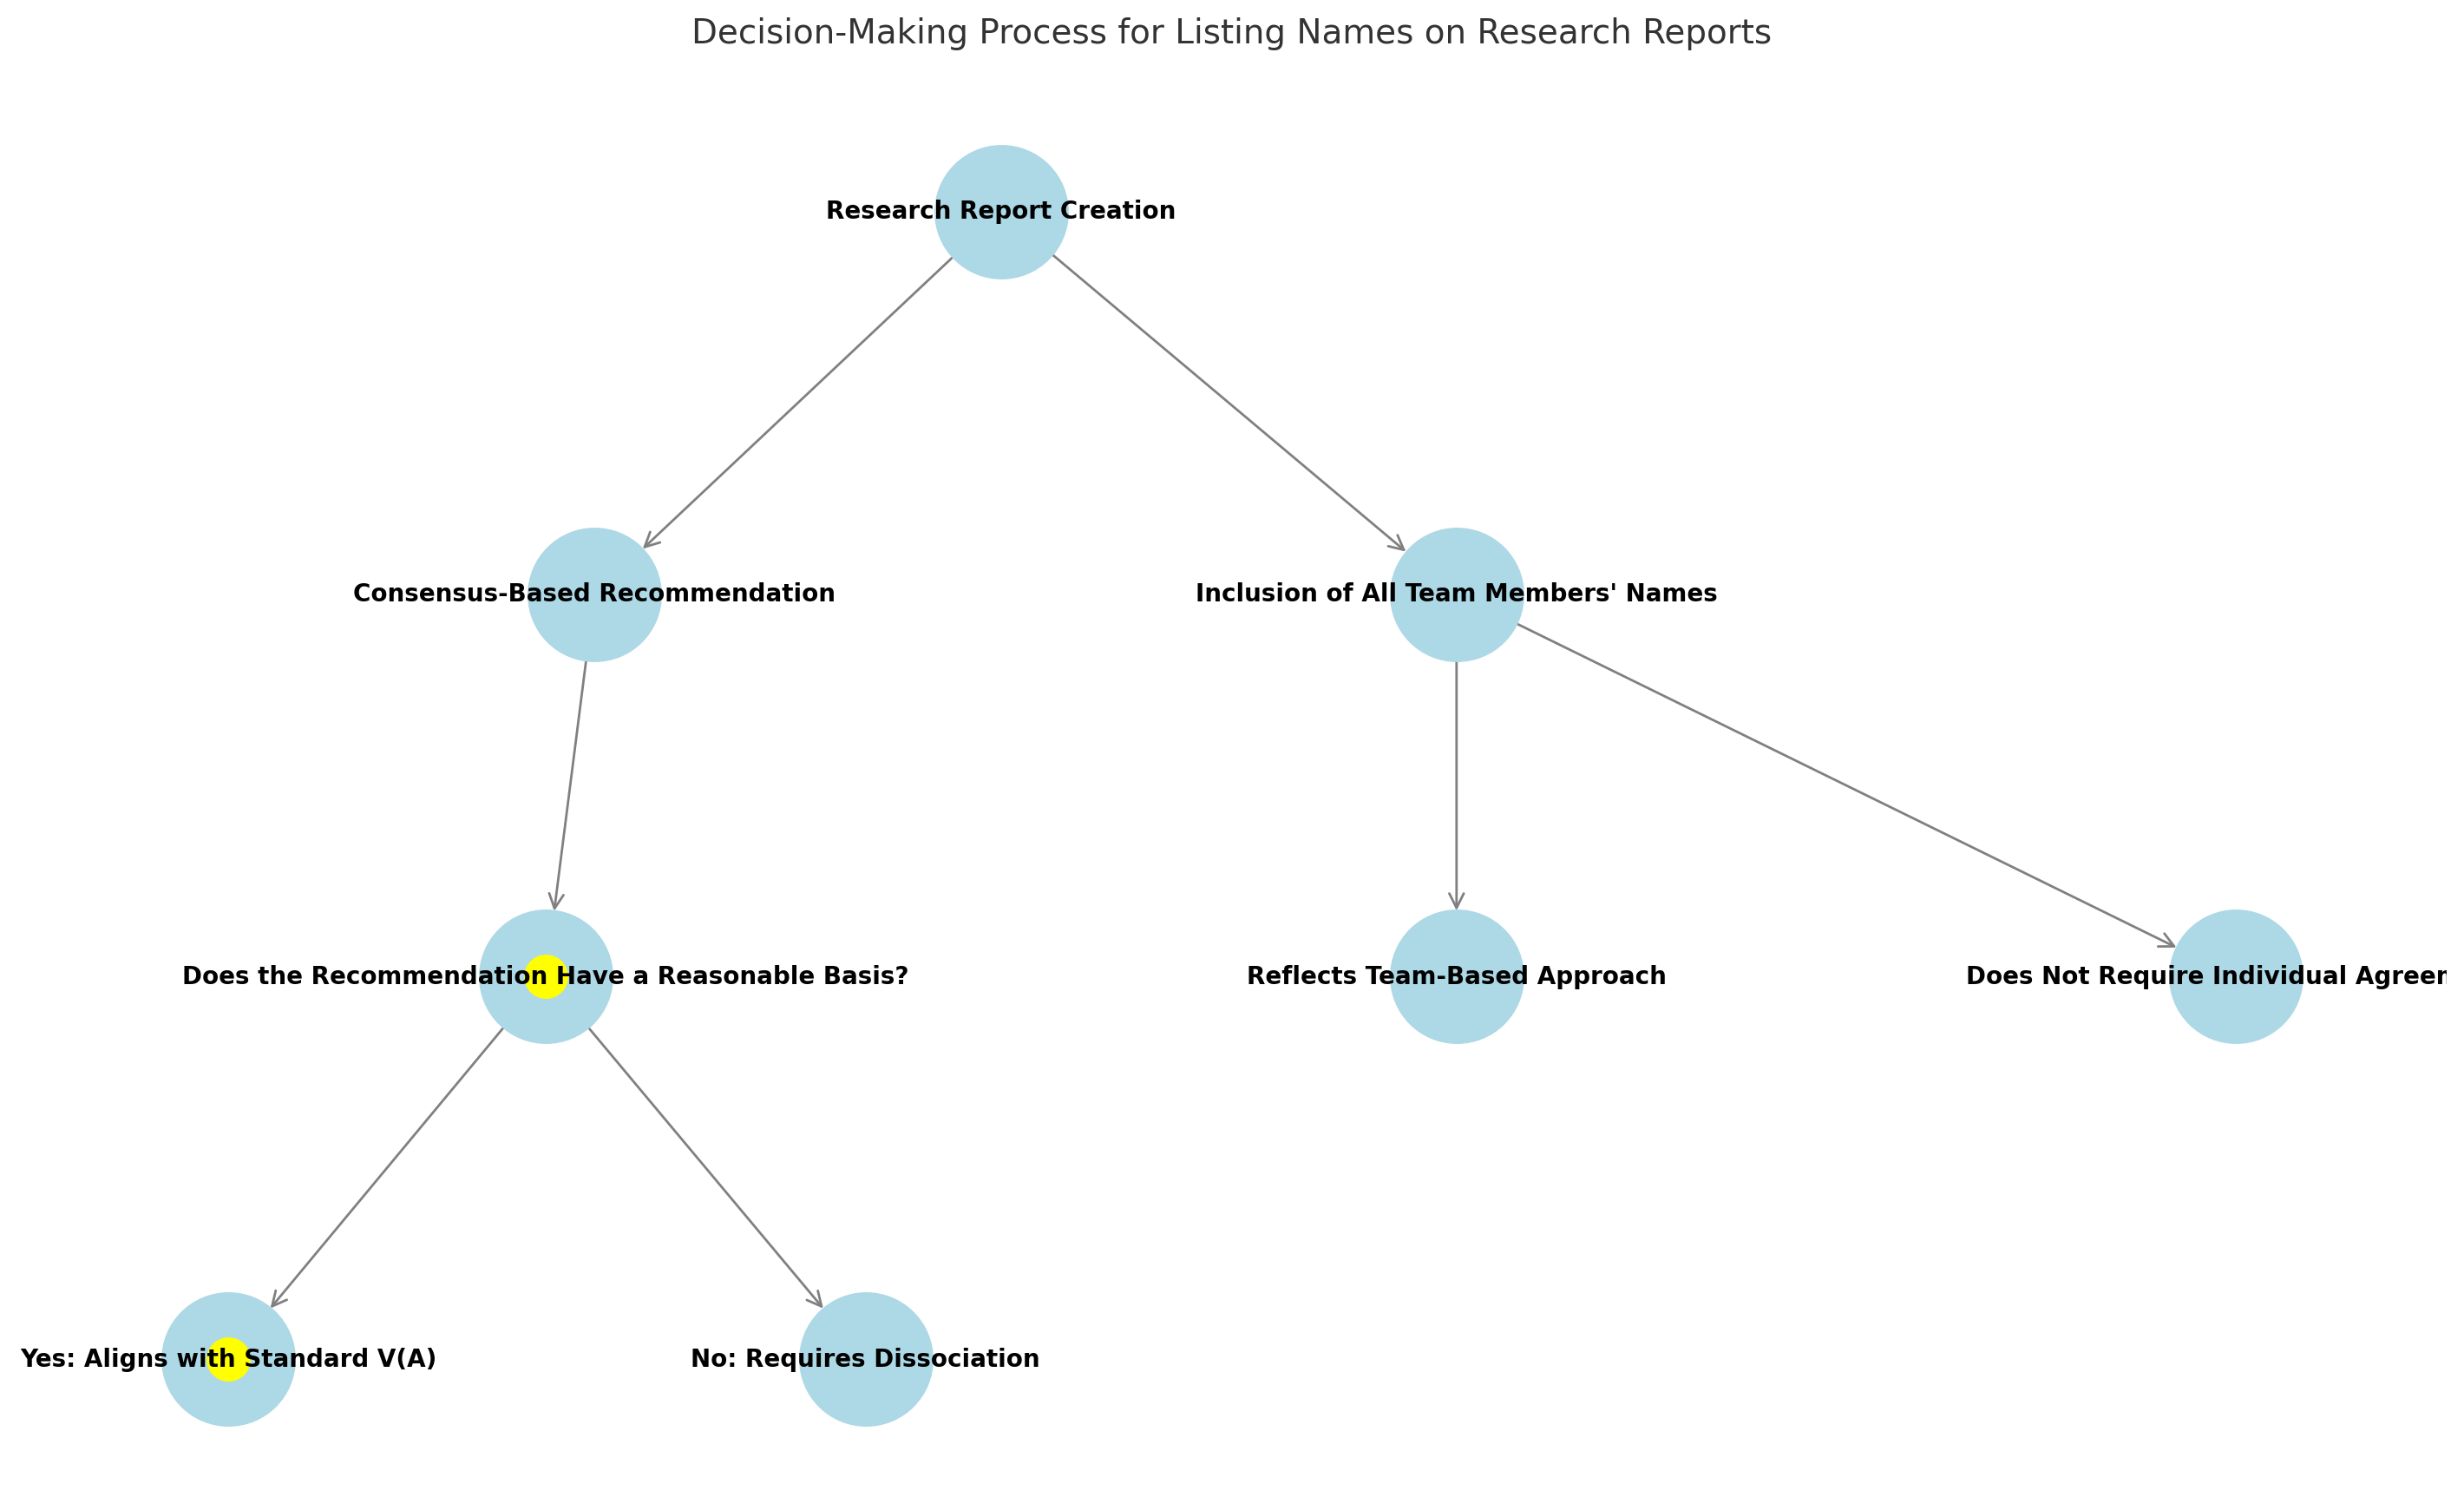 Decision-Making Process for Listing Names on Research Reports
Research Report Creation
Consensus-Based Recommendation
Inclusion of All Team Members' Names
Does the Recommendation Have a Reasonable Basis?
Reflects Team-Based Approach
Does Not Require Individual Agreem
Yes: Aligns with Standard V(A)
No: Requires Dissociation